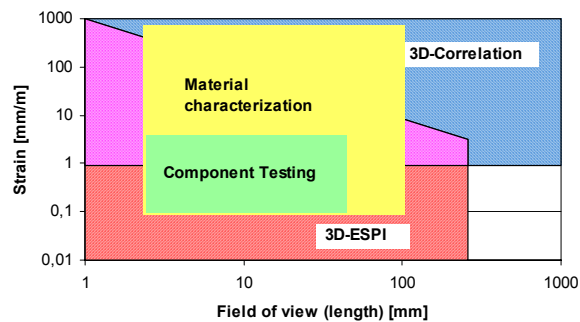 1000
100
10
1
0,1
0,01
Strain [mm/m]
3D-Correlation
Material
characterization
Component Testing
3D-ESPI
1 10 100 1000
Field of view (length) [mm]